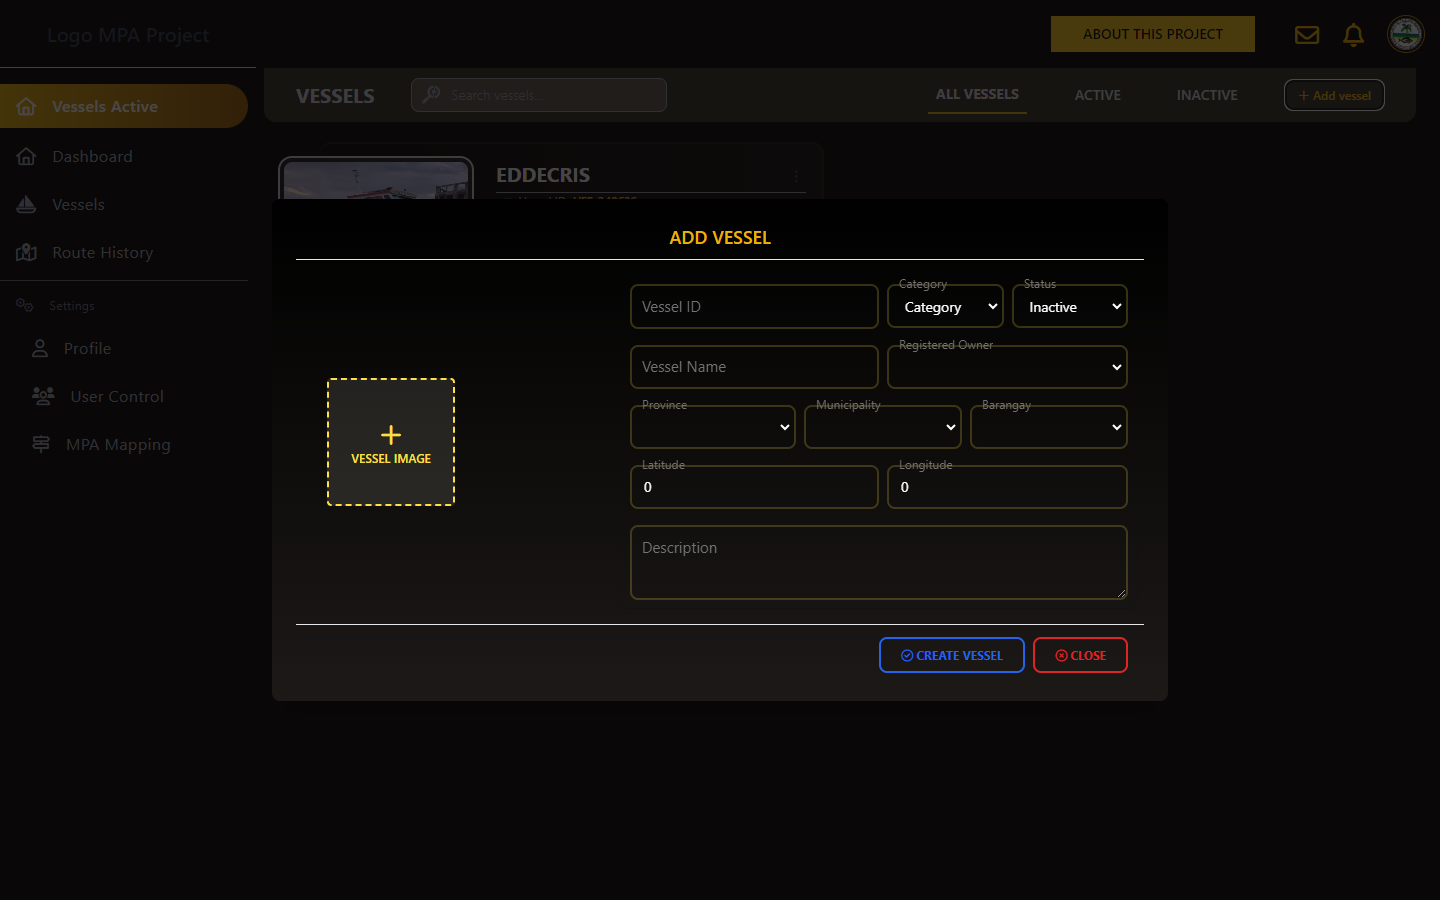 Logo MPA Project
ABOUT THIS PROJECT
Vessels Active
Dashboard
Vessels
Route History
Settings
Profile
User Control
MPA Mapping
VESSELS
Search vessels...
ALL VESSELS
ACTIVE
INACTIVE
+ Add vessel
EDDECRIS
ADD VESSEL
VESSEL IMAGE
Vessel ID
Category
Category
Status
Inactive
Vessel Name
Registered Owner
Province
Municipality
Barangay
Latitude
0
Longitude
0
Description
CREATE VESSEL
CLOSE